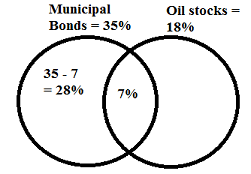 Municipal
Bonds = 35%
Oil stocks =
18%
35 - 7
= 28%
7%